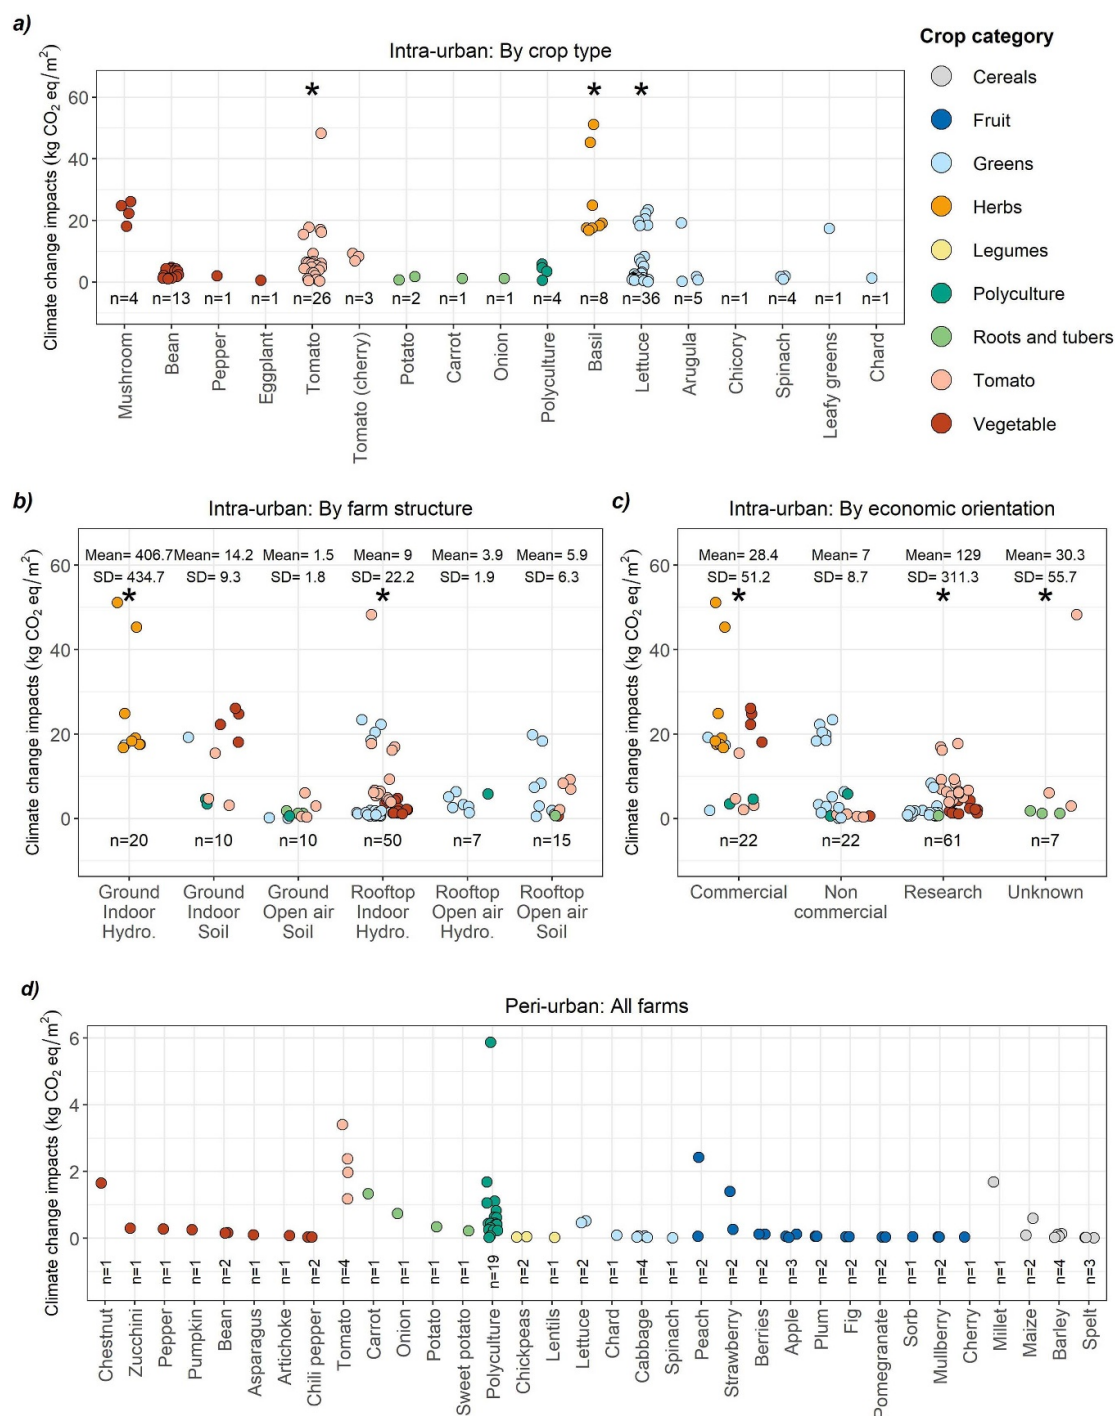 a)
Intra-urban: By crop type
Climate change impacts (kg CO2 eq/m2)
60
40
20
0
* * *
n=4 n=13 n=1 n=1 n=26 n=3 n=2 n=1 n=1 n=4 n=8 n=36 n=5 n=1 n=4 n=1 n=1
Mushroom
Bean
Pepper
Eggplant
Tomato
Tomato (cherry)
Potato
Carrot
Onion
Polyculture
Basil
Lettuce
Arugula
Chicory
Spinach
Leafy greens
Chard
Crop category
Cereals
Fruit
Greens
Herbs
Legumes
Polyculture
Roots and tubers
Tomato
Vegetable
b)
Intra-urban: By farm structure
Climate change impacts (kg CO2 eq/m2)
60
40
20
0
Mean= 406.7 Mean= 14.2 Mean= 1.5 Mean= 9 Mean= 3.9 Mean= 5.9
SD= 434.7 SD= 9.3 SD= 1.8 SD= 22.2 SD= 1.9 SD= 6.3
* *
n=20 n=10 n=10 n=50 n=7 n=15
Ground Ground Ground Rooftop Rooftop Rooftop
Indoor Indoor Open air Indoor Open air Open air
Hydro. Soil Soil Hydro. Hydro. Soil
c)
Intra-urban: By economic orientation
Climate change impacts (kg CO2 eq/m2)
60
40
20
0
Mean= 28.4 Mean= 7 Mean= 129 Mean= 30.3
SD= 51.2 SD= 8.7 SD= 311.3 SD= 55.7
* * *
n=22 n=22 n=61 n=7
Commercial Non Research Unknown
commercial
d)
Peri-urban: All farms
Climate change impacts (kg CO2 eq/m2)
6
4
2
0
n=1 n=1 n=1 n=1 n=2 n=1 n=1 n=2 n=4 n=1 n=1 n=1 n=1 n=19 n=2 n=1 n=2 n=1 n=4 n=1 n=2 n=2 n=2 n=3 n=2 n=2 n=2 n=1 n=2 n=1 n=1 n=2 n=4 n=3
Chestnut
Zucchini
Pepper
Pumpkin
Bean
Asparagus
Artichoke
Chili pepper
Tomato
Carrot
Onion
Potato
Sweet potato
Polyculture
Chickpeas
Lentils
Lettuce
Chard
Cabbage
Spinach
Peach
Strawberry
Berries
Apple
Plum
Fig
Pomegranate
Sorb
Mullberry
Cherry
Millet
Maize
Barley
Spelt